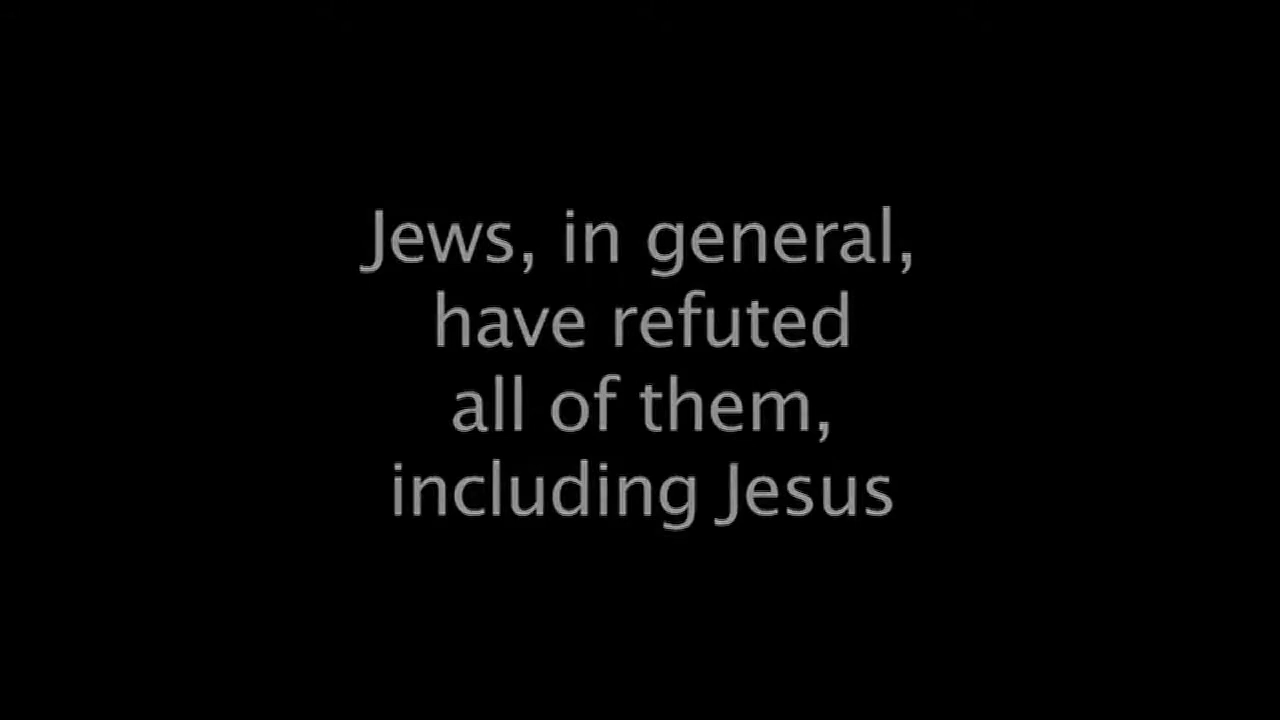 Jews, in general,
have refuted
all of them,
including Jesus